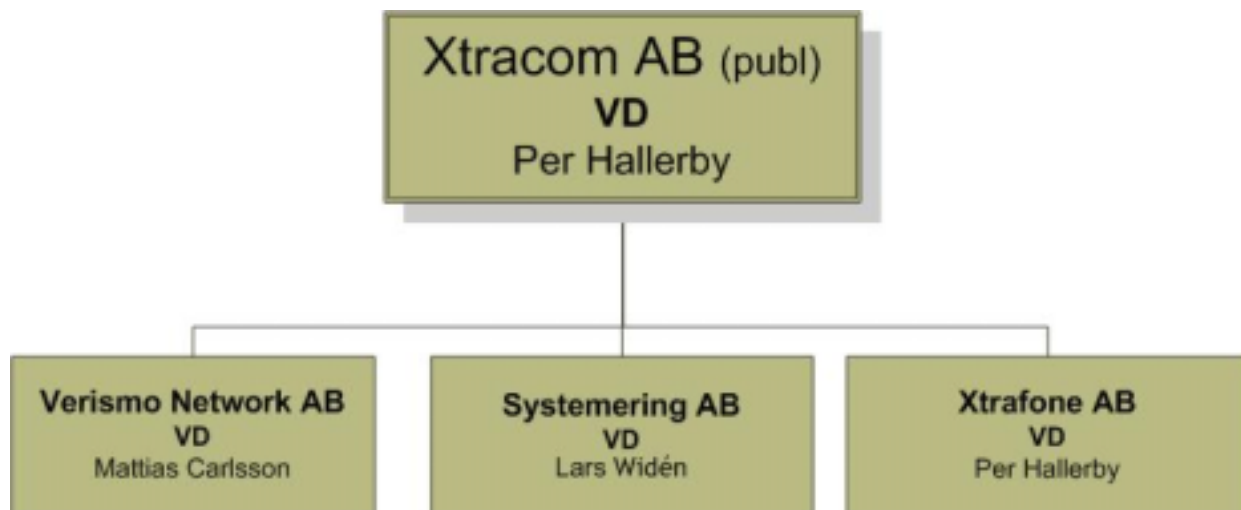 Xtracom AB (publ)
VD
Per Hallerby
Verismo Network AB
VD
Mattias Carlsson
Systemering AB
VD
Lars Widén
Xtrafone AB
VD
Per Hallerby